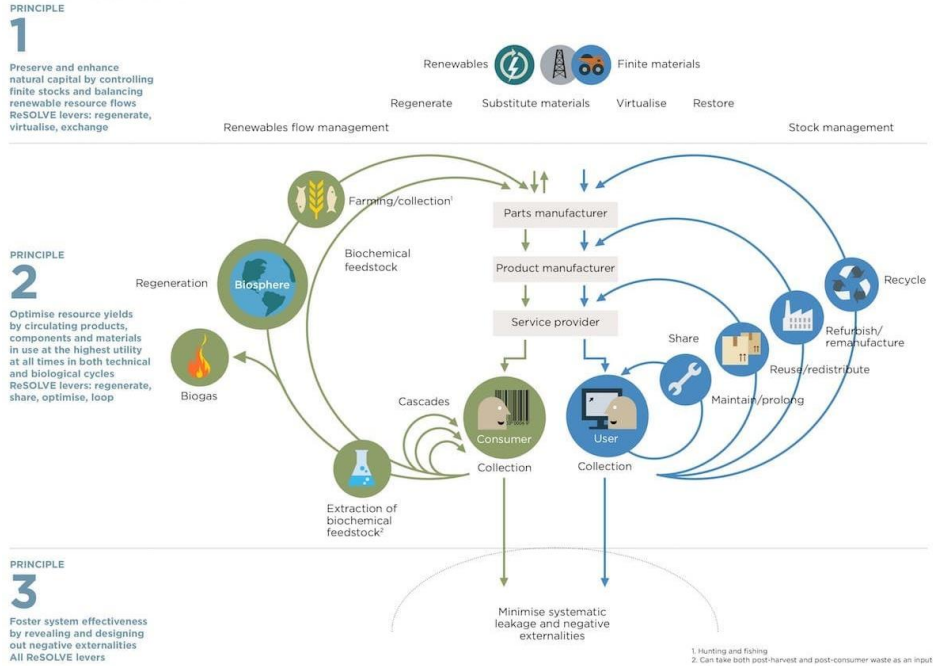 PRINCIPLE
1
Preserve and enhance
natural capital by controlling
finite stocks and balancing
renewable resource flows
ReSOLVE levers: regenerate,
virtualise, exchange
Renewables
Finite materials
Regenerate
Substitute materials
Virtualise
Restore
Renewables flow management
Stock management
PRINCIPLE
2
Optimise resource yields
by circulating products,
components and materials
in use at the highest utility
at all times in both technical
and biological cycles
ReSOLVE levers: regenerate,
share, optimise, loop
Farming/collection¹
Biochemical
feedstock
Regeneration
Biosphere
Biogas
Cascades
Extraction of
biochemical
feedstock²
Parts manufacturer
Product manufacturer
Service provider
Consumer
Collection
User
Collection
Share
Maintain/prolong
Reuse/redistribute
Refurbish/
remanufacture
Recycle
PRINCIPLE
3
Foster system effectiveness
by revealing and designing
out negative externalities
All ReSOLVE levers
Minimise systematic
leakage and negative
externalities
1. Hunting and fishing
2. Can take both post-harvest and post-consumer waste as an input